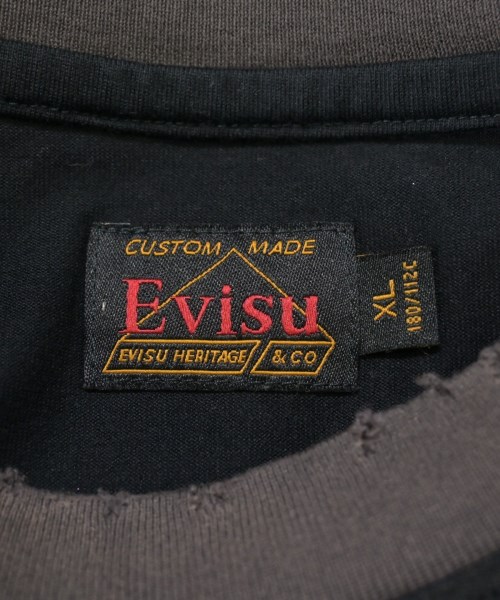 CUSTOM MADE
Evisu
EVISU HERITAGE & CO
XL
180/112C